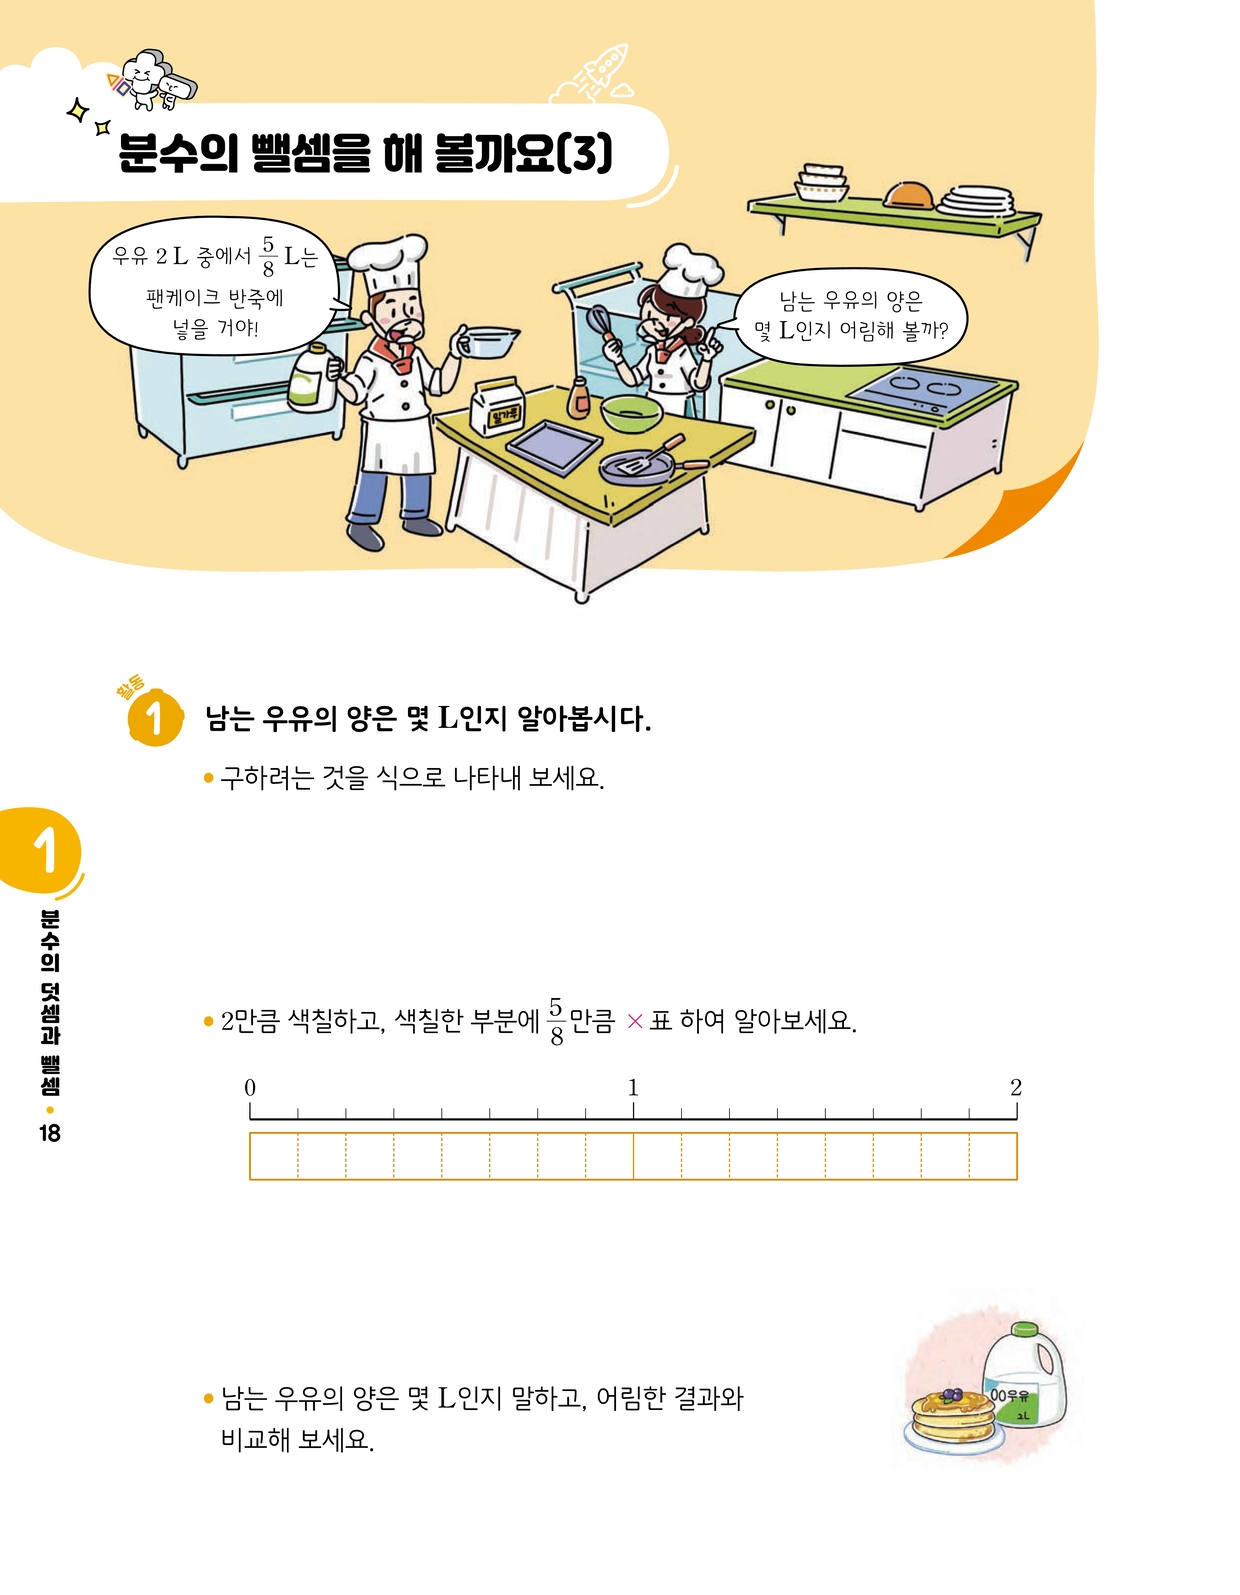 분수의 뺄셈을 해 볼까요(3)
우유 2 L 중에서 5/8 L는
팬케이크 반죽에
넣을 거야!
남는 우유의 양은
몇 L인지 어림해 볼까?
밀가루
활동
1
남는 우유의 양은 몇 L인지 알아봅시다.
• 구하려는 것을 식으로 나타내 보세요.
1
분수의 덧셈과 뺄셈 • 18
• 2만큼 색칠하고, 색칠한 부분에 5/8만큼 ×표 하여 알아보세요.
0 1 2
• 남는 우유의 양은 몇 L인지 말하고, 어림한 결과와
비교해 보세요.
00우유
2L